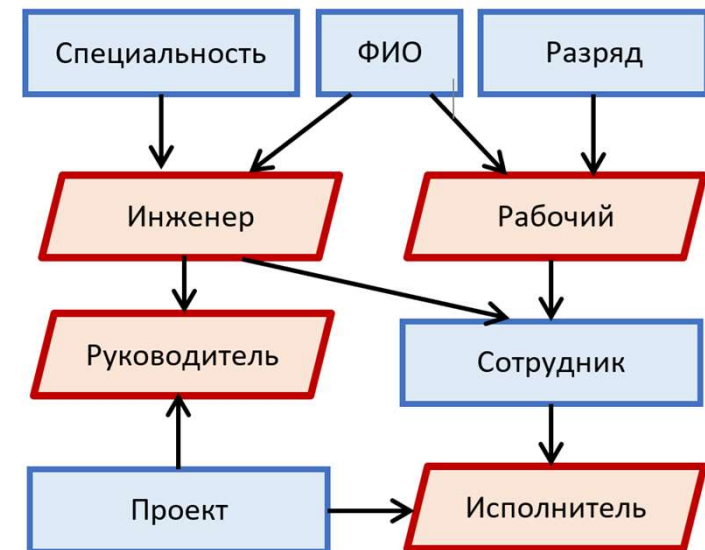 Специальность
ФИО
Разряд
Инженер
Рабочий
Руководитель
Сотрудник
Проект
Исполнитель